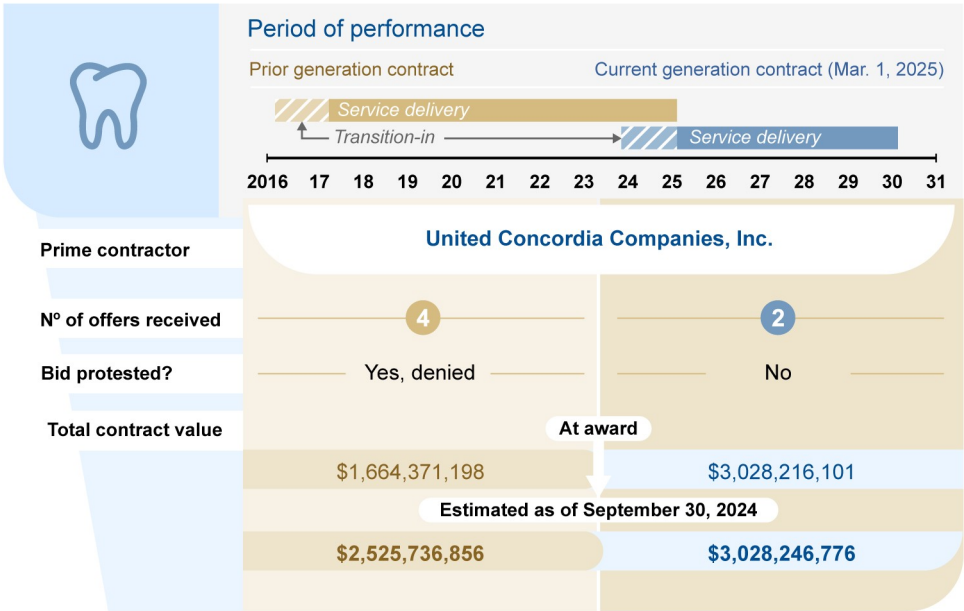 Period of performance
Prior generation contract
Current generation contract (Mar. 1, 2025)
Service delivery
Transition-in
Service delivery
2016 17 18 19 20 21 22 23 24 25 26 27 28 29 30 31
Prime contractor
United Concordia Companies, Inc.
Nº of offers received
4
2
Bid protested?
Yes, denied
No
Total contract value
At award
$1,664,371,198
$3,028,216,101
Estimated as of September 30, 2024
$2,525,736,856
$3,028,246,776